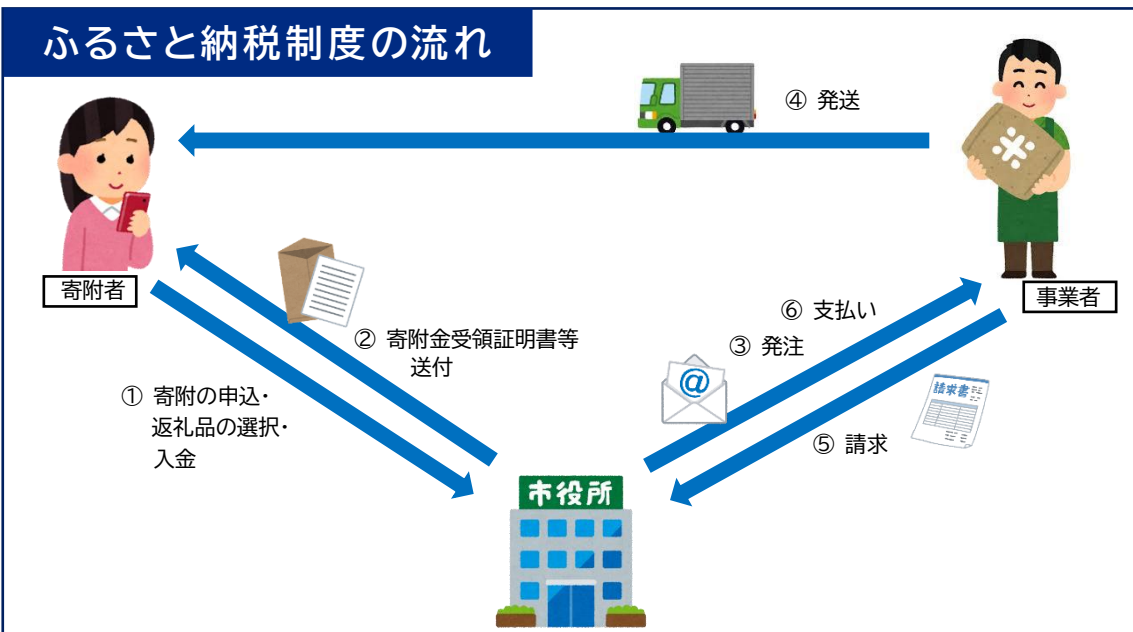 ふるさと納税制度の流れ
④ 発送
※
寄附者
事業者
② 寄附金受領証明書等
送付
⑥ 支払い
③ 発注
@
請求書
① 寄附の申込・
返礼品の選択・
入金
⑤ 請求
市役所